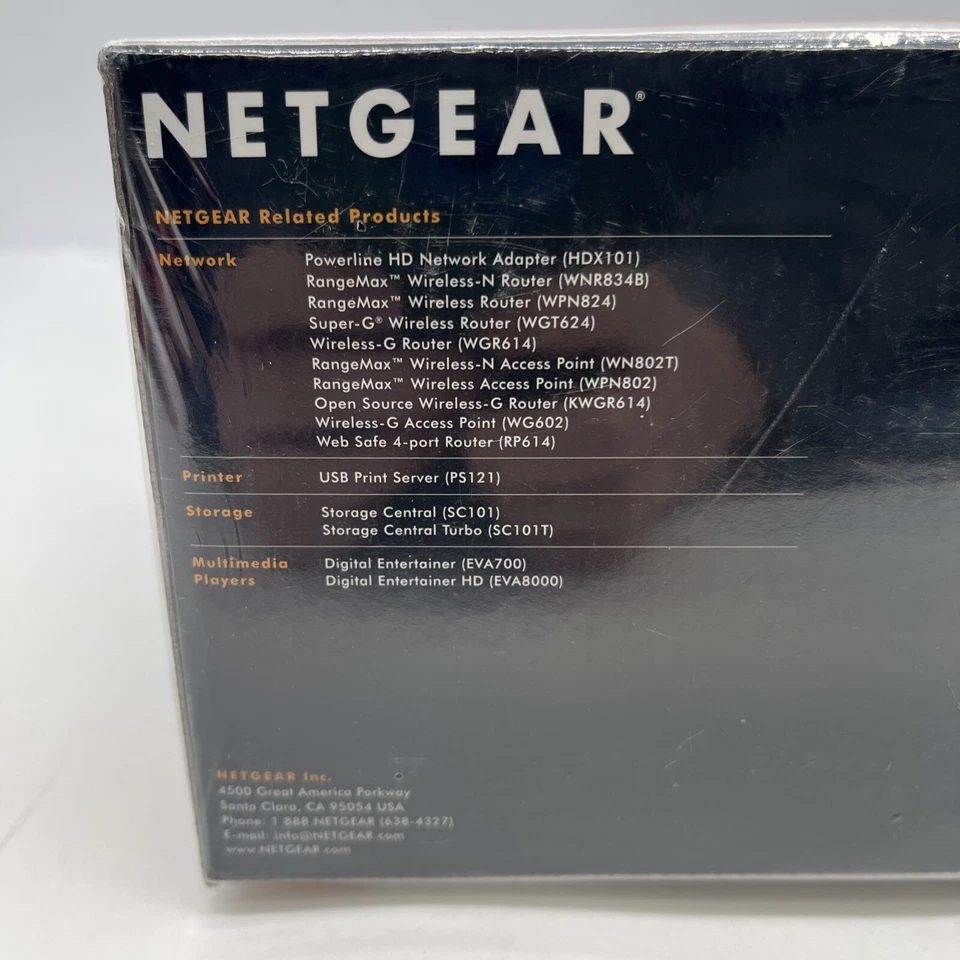 NETGEAR®
NETGEAR Related Products
Network Powerline HD Network Adapter (HDX101)
RangeMax™ Wireless-N Router (WNR834B)
RangeMax™ Wireless Router (WPN824)
Super-G® Wireless Router (WGT624)
Wireless-G Router (WGR614)
RangeMax™ Wireless-N Access Point (WN802T)
RangeMax™ Wireless Access Point (WPN802)
Open Source Wireless-G Router (KWGR614)
Wireless-G Access Point (WG602)
Web Safe 4-port Router (RP614)
Printer USB Print Server (PS121)
Storage Storage Central (SC101)
Storage Central Turbo (SC101T)
Multimedia Digital Entertainer (EVA700)
Players Digital Entertainer HD (EVA8000)
NETGEAR Inc.
4500 Great America Parkway
Santa Clara, CA 95054 USA
Phone: 1 888 NETGEAR (638-4327)
E-mail: info@NETGEAR.com
www.NETGEAR.com